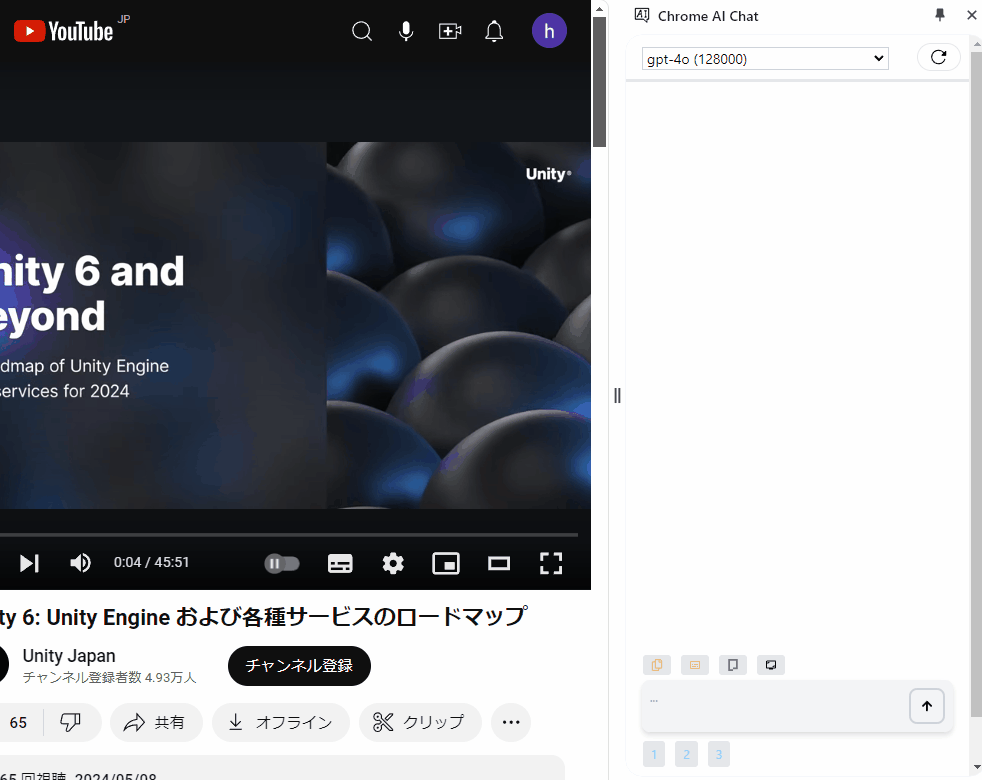 YouTube JP
h
Unity
nity 6 and
eyond
dmap of Unity Engine
services for 2024
0:04 / 45:51
ty 6: Unity Engine および各種サービスのロードマップ
Unity Japan
チャンネル登録者数 4.93万人
チャンネル登録
65
共有
オフライン
クリップ
65 回視聴 2024/05/08
Chrome AI Chat
gpt-4o (128000)
...
1 2 3